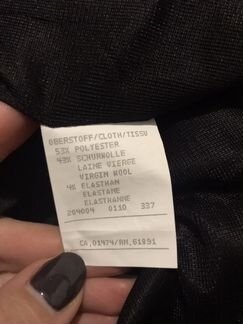 OBERSTOFF/CLOTH/TISSU
53% POLYESTER
43% SCHURWOLLE
LAINE VIERGE
VIRGIN WOOL
4% ELASTHAN
ELASTAME
ELASTHANNE
204004 0110 337
CA.01474/RN.61891